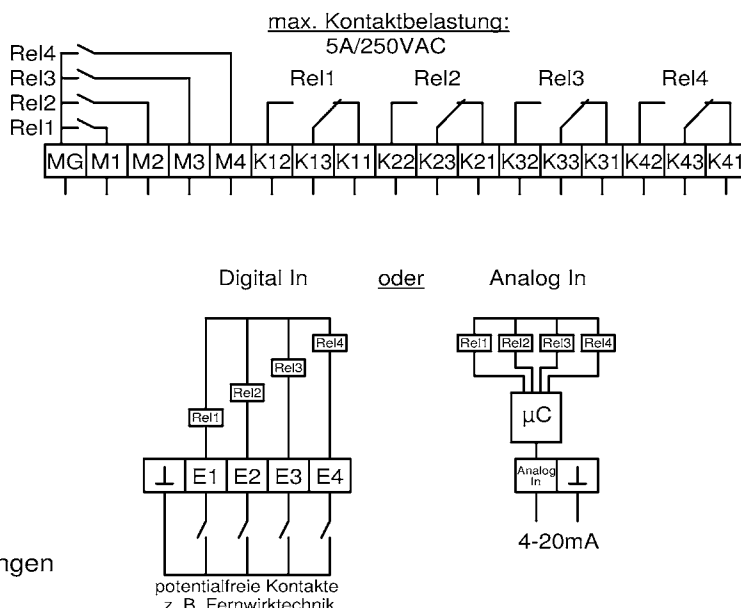 max. Kontaktbelastung:
5A/250VAC
Rel4
Rel3
Rel2
Rel1
Rel1 Rel2 Rel3 Rel4
MG M1 M2 M3 M4 K12 K13 K11 K22 K23 K21 K32 K33 K31 K42 K43 K41
Digital In oder Analog In
Rel4
Rel3
Rel2
Rel1
Rel1 Rel2 Rel3 Rel4
µC
E1 E2 E3 E4
Analog
In
4-20mA
ngen
potentialfreie Kontakte
z. B. Fernwirktechnik